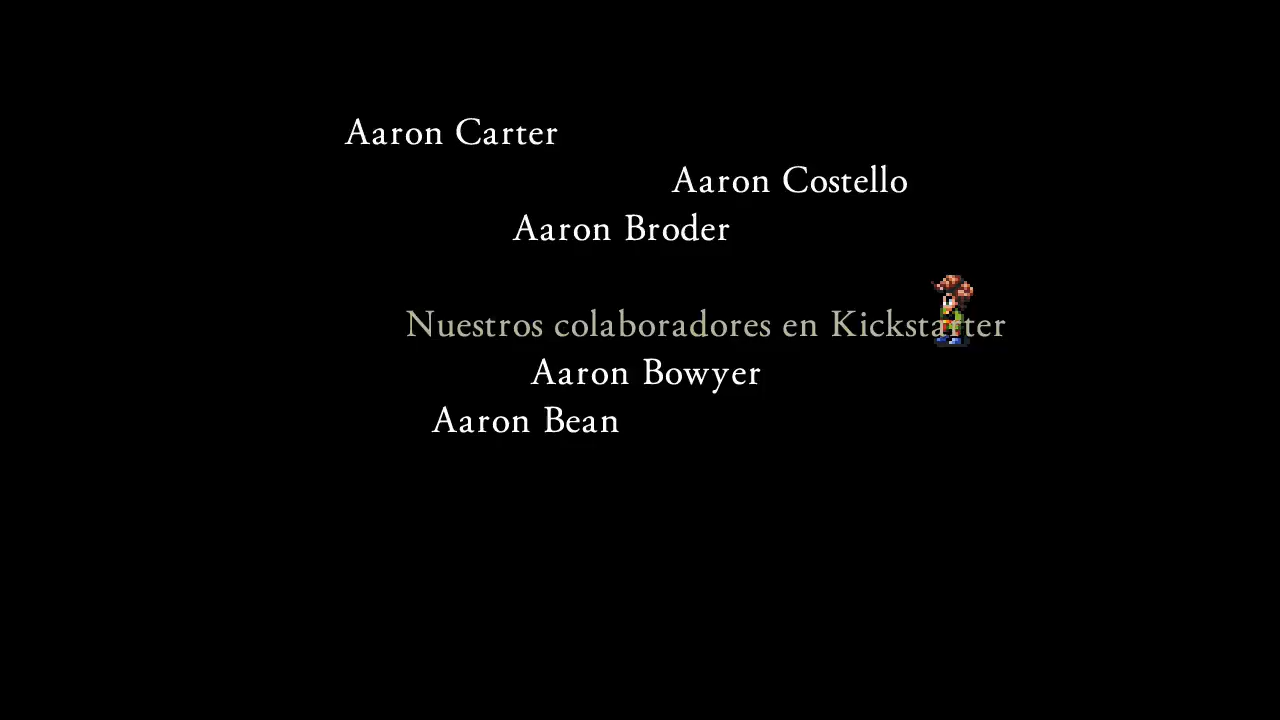 Aaron Carter
Aaron Costello
Aaron Broder
Nuestros colaboradores en Kickstarter
Aaron Bowyer
Aaron Bean